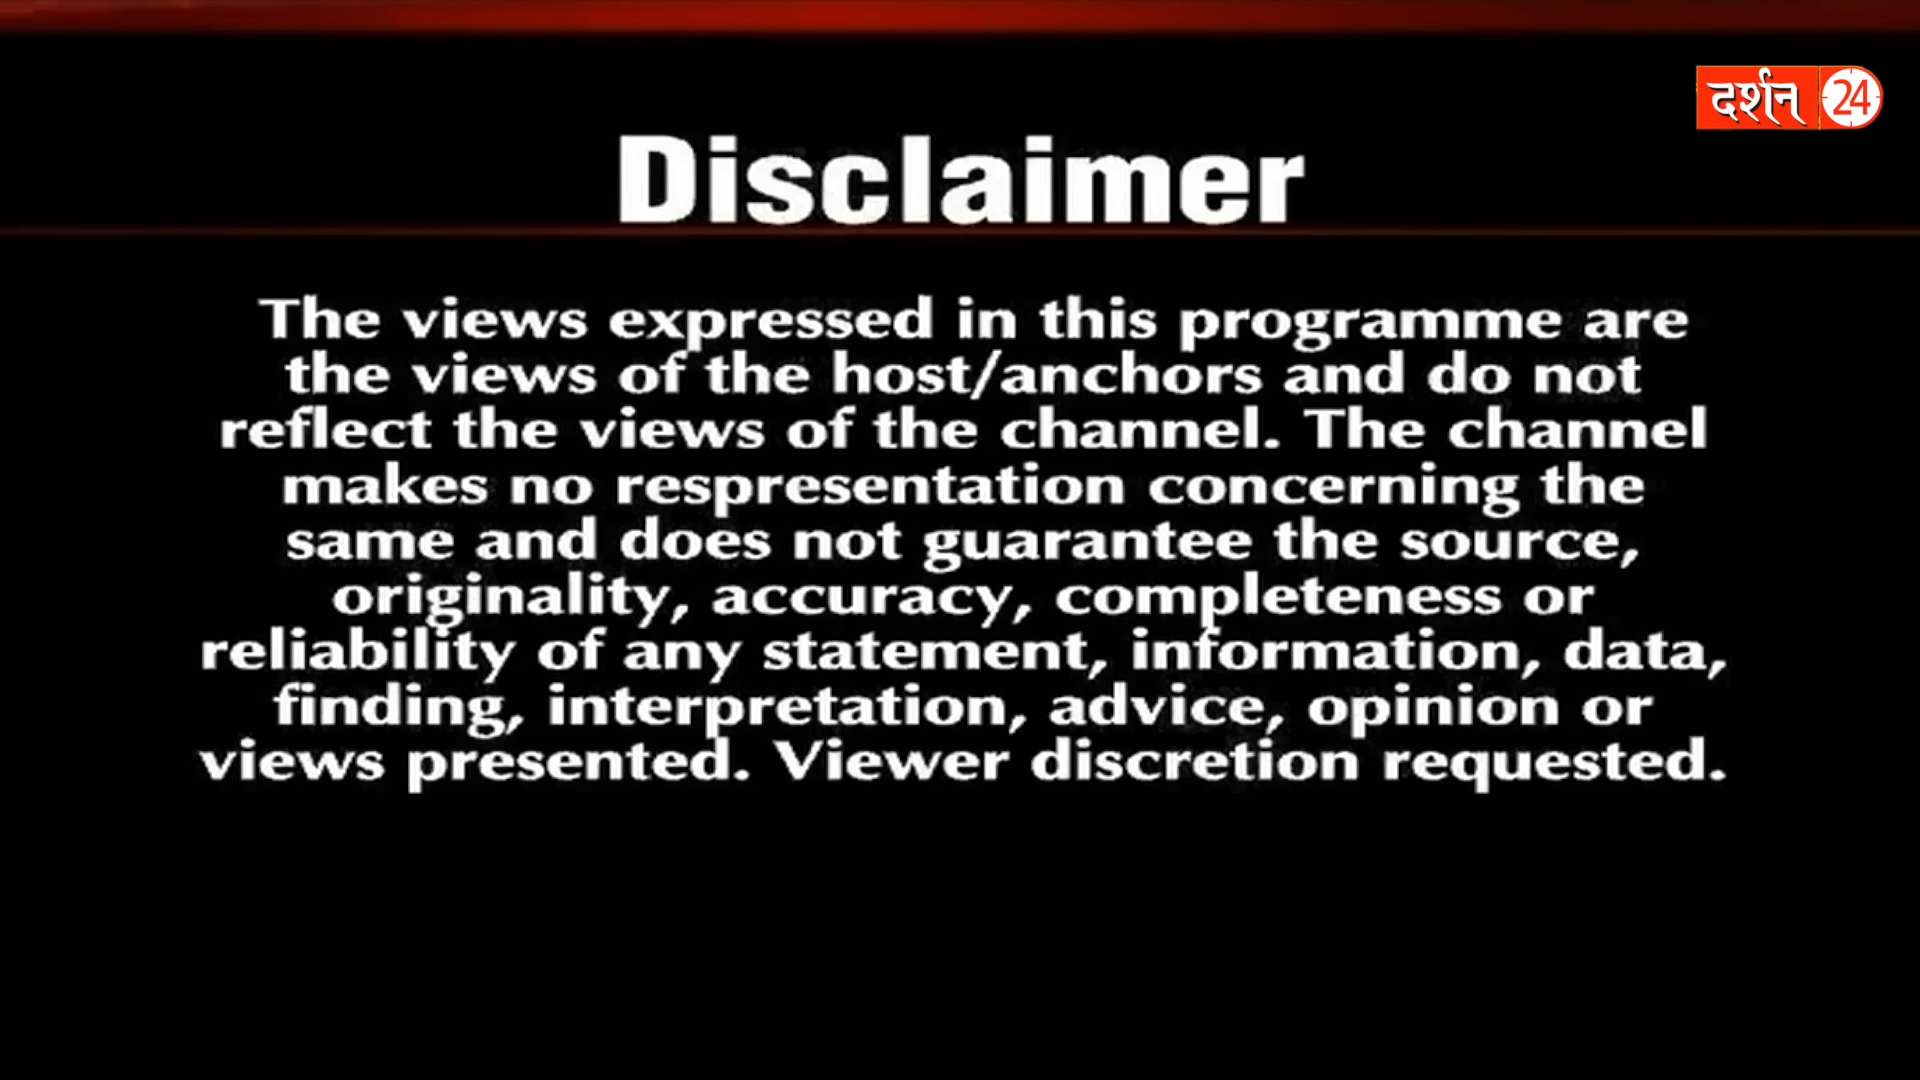 दर्शन 24
Disclaimer
The views expressed in this programme are
the views of the host/anchors and do not
reflect the views of the channel. The channel
makes no respresentation concerning the
same and does not guarantee the source,
originality, accuracy, completeness or
reliability of any statement, information, data,
finding, interpretation, advice, opinion or
views presented. Viewer discretion requested.